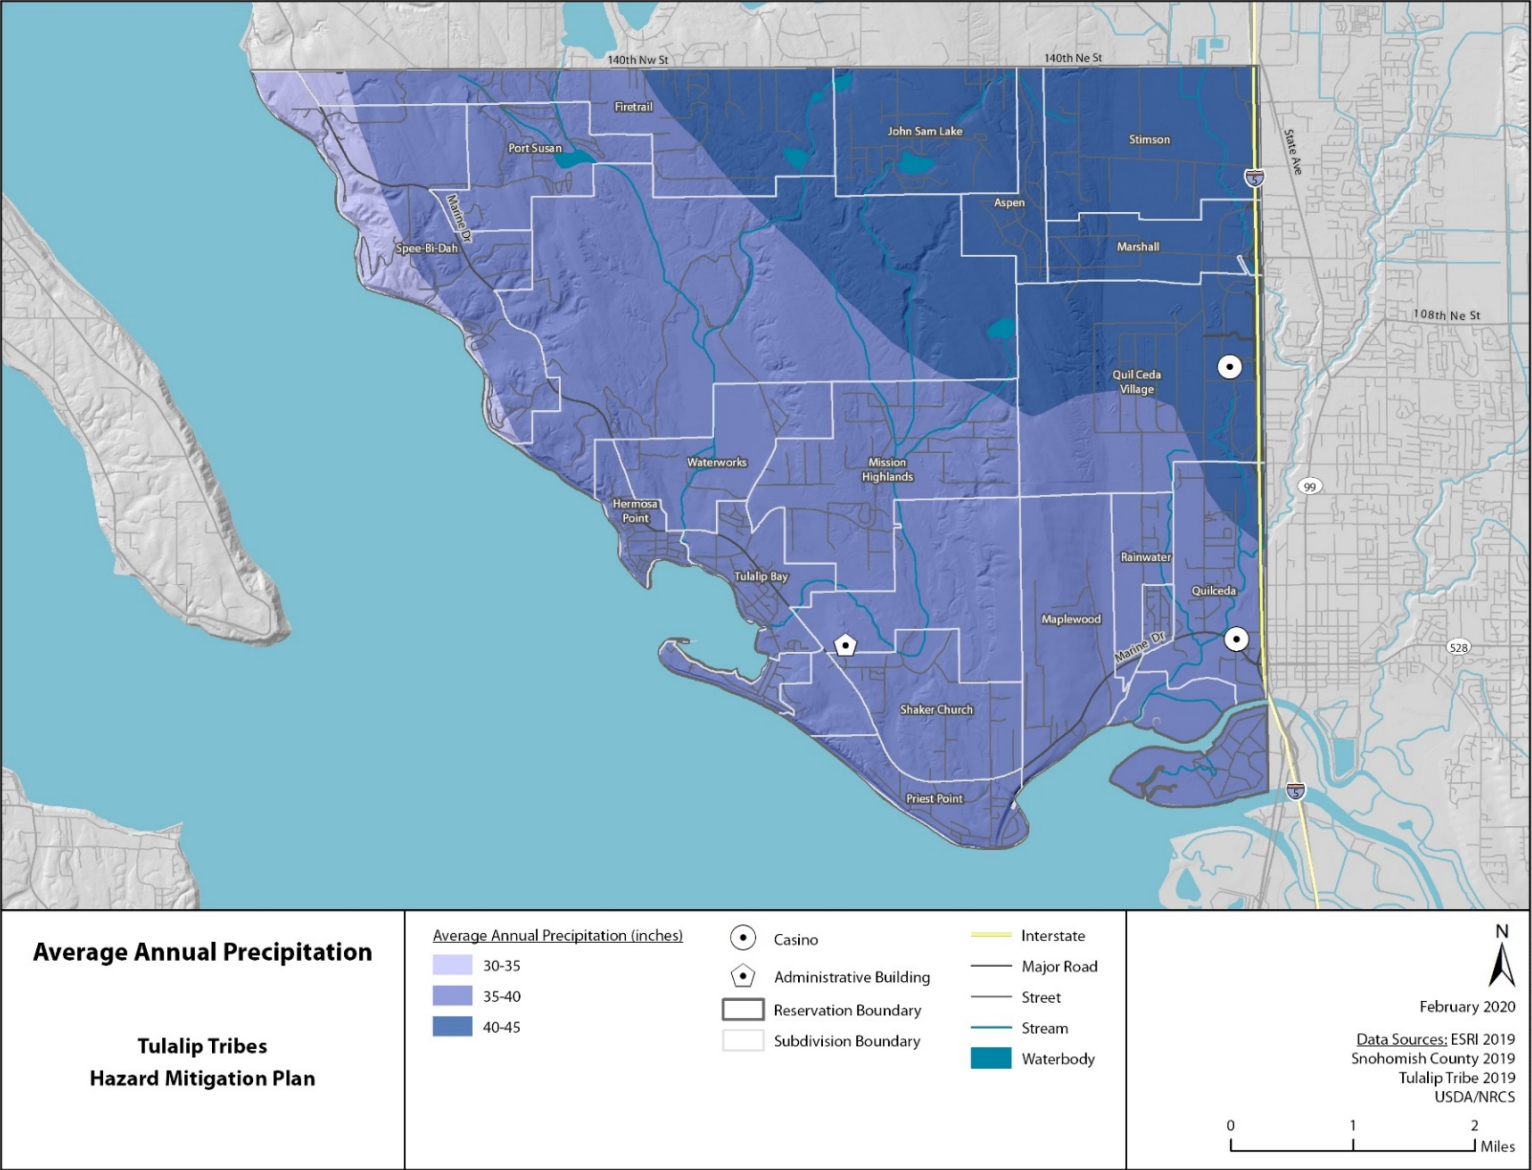 140th Nw St
140th Ne St
Firetrail
John Sam Lake
Stimson
State Ave
Port Susan
5
Aspen
Marine Dr
Spee-Bi-Dah
Marshall
108th Ne St
Quil Ceda
Village
Waterworks
Mission
Highlands
99
Hermosa
Point
Rainwater
Tulalip Bay
Quilceda
Maplewood
Marine Dr
528
Shaker Church
Priest Point
5
Average Annual Precipitation
Tulalip Tribes
Hazard Mitigation Plan
Average Annual Precipitation (inches)
30-35
35-40
40-45
Casino
Administrative Building
Reservation Boundary
Subdivision Boundary
Interstate
Major Road
Street
Stream
Waterbody
N
February 2020
Data Sources: ESRI 2019
Snohomish County 2019
Tulalip Tribe 2019
USDA/NRCS
0 1 2
Miles